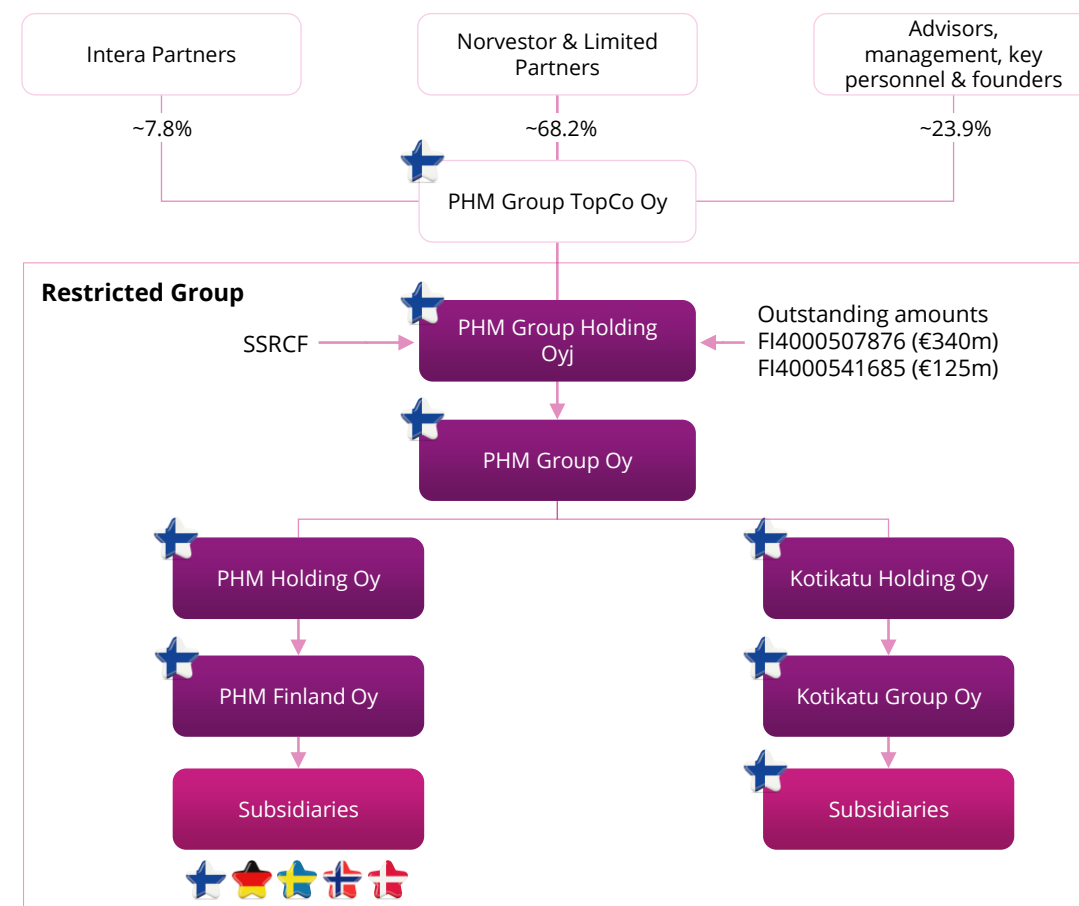 Intera Partners
Norvestor & Limited
Partners
Advisors,
management, key
personnel & founders
~7.8%
~68.2%
~23.9%
PHM Group TopCo Oy
Restricted Group
SSRCF
PHM Group Holding
Oyj
Outstanding amounts
FI4000507876 (€340m)
FI4000541685 (€125m)
PHM Group Oy
PHM Holding Oy
Kotikatu Holding Oy
PHM Finland Oy
Kotikatu Group Oy
Subsidiaries
Subsidiaries